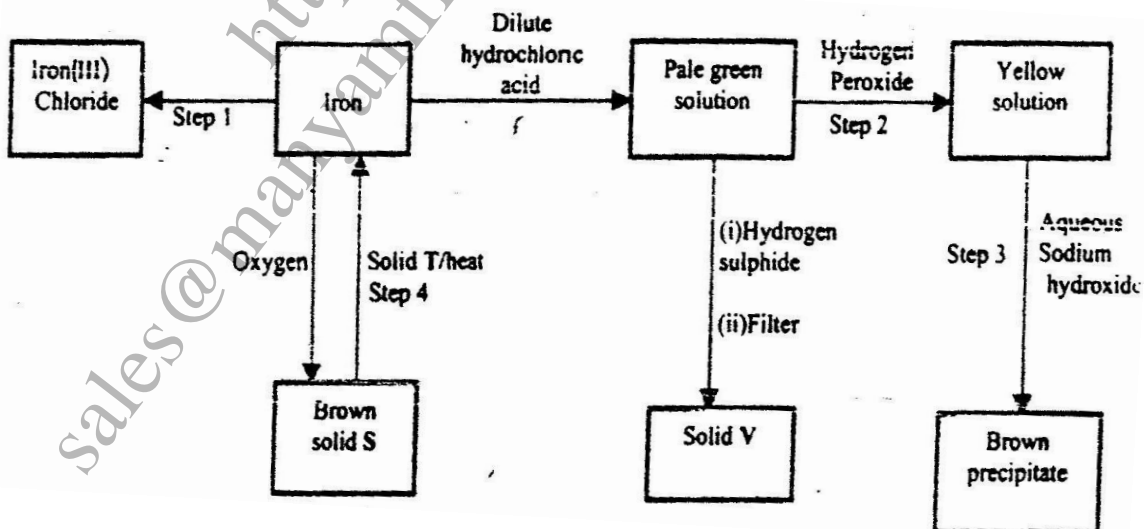 Iron(III)
Chloride
Step 1
Iron
Dilute
hydrochloric
acid
Pale green
solution
Hydrogen
Peroxide
Step 2
Yellow
solution
Oxygen
Solid T/heat
Step 4
(i)Hydrogen
sulphide
(ii)Filter
Step 3
Aqueous
Sodium
hydroxide
Brown
solid S
Solid V
Brown
precipitate